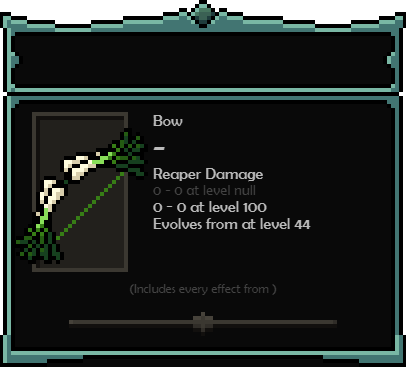 Bow
–
Reaper Damage
0 - 0 at level null
0 - 0 at level 100
Evolves from at level 44
(Includes every effect from )